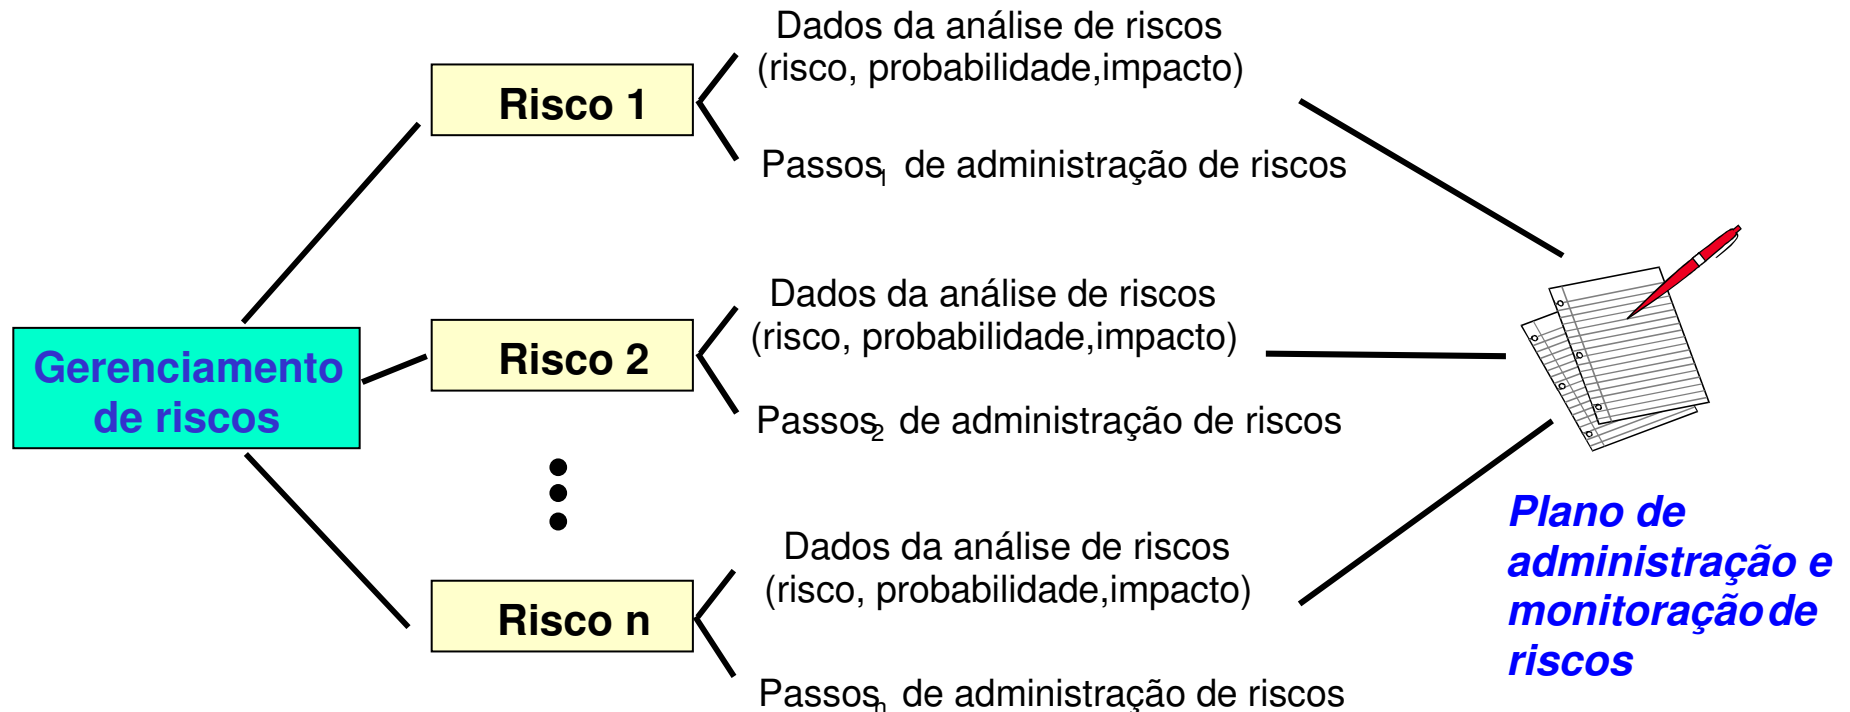 Dados da análise de riscos
(risco, probabilidade,impacto)
Risco 1
Passos₁ de administração de riscos
Dados da análise de riscos
(risco, probabilidade,impacto)
Gerenciamento
de riscos
Risco 2
Passos₂ de administração de riscos
Dados da análise de riscos
(risco, probabilidade,impacto)
Risco n
Passosₙ de administração de riscos
Plano de
administração e
monitoração de
riscos